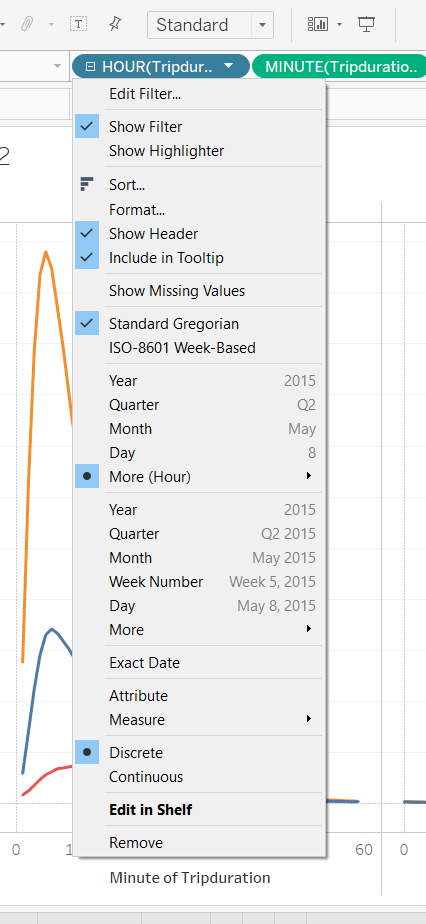 Standard
HOUR(Tripdur..
MINUTE(Tripduratio..
2
Edit Filter...
Show Filter
Show Highlighter
Sort...
Format...
Show Header
Include in Tooltip
Show Missing Values
Standard Gregorian
ISO-8601 Week-Based
Year 2015
Quarter Q2
Month May
Day 8
More (Hour)
Year 2015
Quarter Q2 2015
Month May 2015
Week Number Week 5, 2015
Day May 8, 2015
More
Exact Date
Attribute
Measure
Discrete
Continuous
Edit in Shelf
Remove
0 1 60 0
Minute of Tripduration